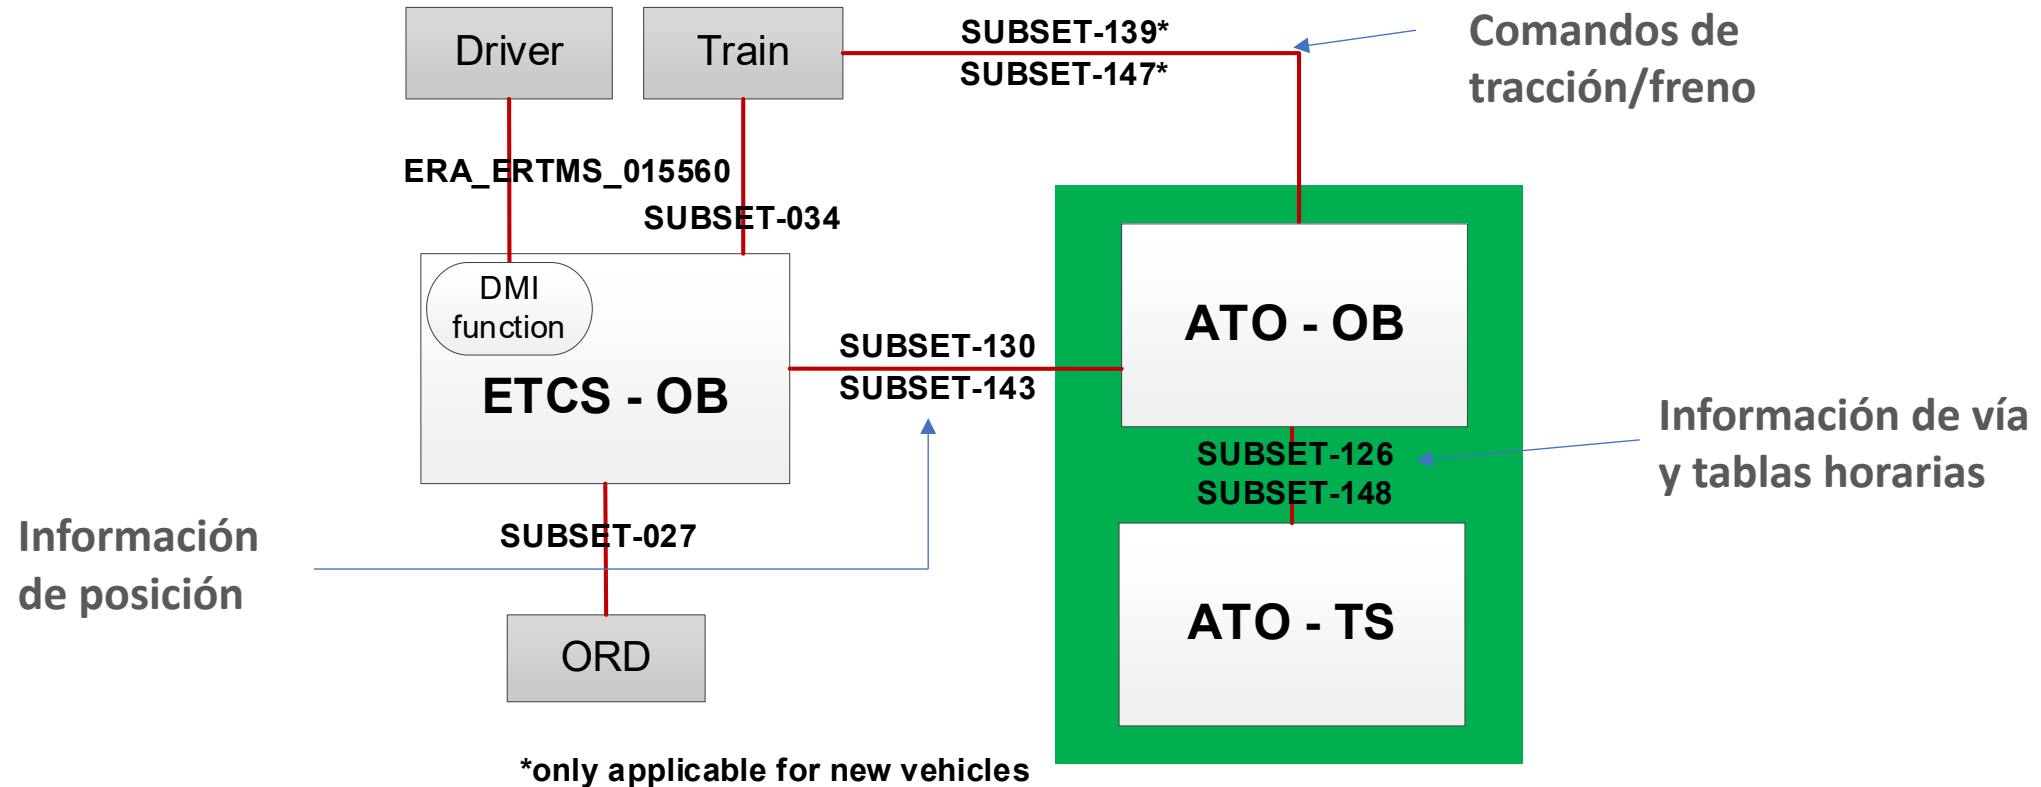 Driver
Train
SUBSET-139*
SUBSET-147*
Comandos de
tracción/freno
ERA_ERTMS_015560
SUBSET-034
DMI
function
ETCS - OB
SUBSET-130
SUBSET-143
ATO - OB
SUBSET-126
SUBSET-148
Información de vía
y tablas horarias
Información
de posición
SUBSET-027
ORD
ATO - TS
*only applicable for new vehicles